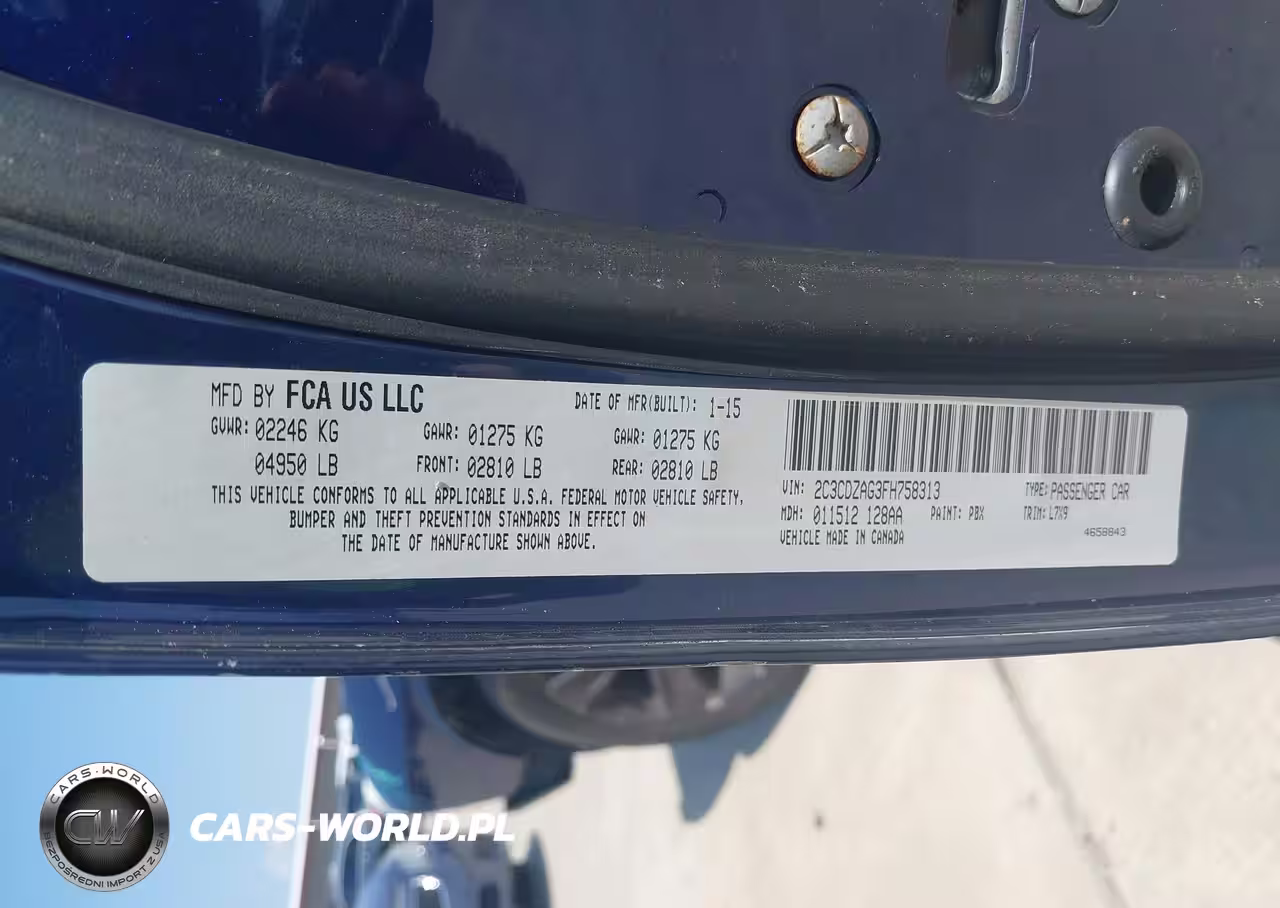 MFD BY FCA US LLC
DATE OF MFR(BUILT): 1-15
GVWR: 02246 KG
GAWR: 01275 KG
GAWR: 01275 KG
04950 LB
FRONT: 02810 LB
REAR: 02810 LB
THIS VEHICLE CONFORMS TO ALL APPLICABLE U.S.A. FEDERAL MOTOR VEHICLE SAFETY,
BUMPER AND THEFT PREVENTION STANDARDS IN EFFECT ON
THE DATE OF MANUFACTURE SHOWN ABOVE.
VIN: 2C3CDZAG3FH758313
TYPE: PASSENGER CAR
MDH: 011512 128AA
PAINT: PBX
TRIM: L7X9
VEHICLE MADE IN CANADA
4658843
CARS-WORLD
CW
BEZPOŚREDNI IMPORT Z USA
CARS-WORLD.PL